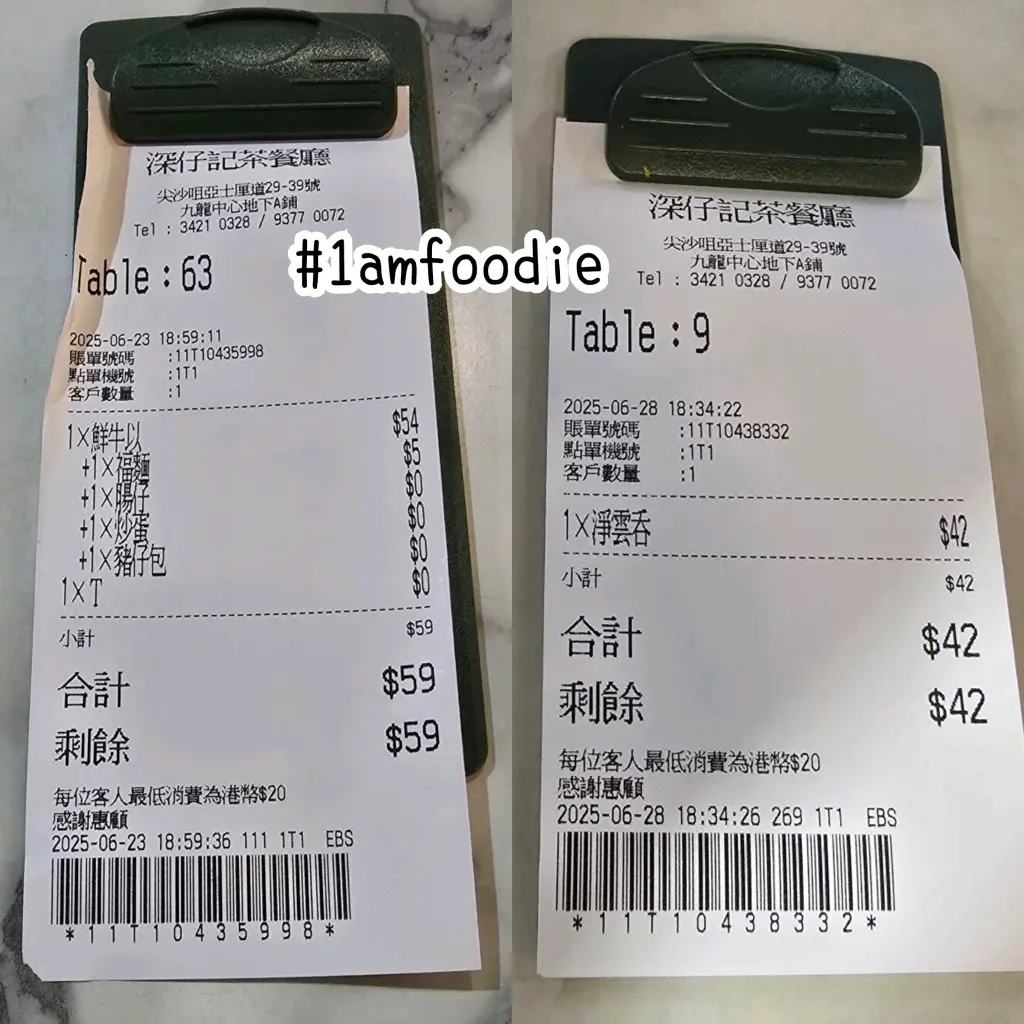 深仔記茶餐廳
尖沙咀亞士厘道29-39號
九龍中心地下A鋪
Tel : 3421 0328 / 9377 0072
Table : 63
2025-06-23 18:59:11
賬單號碼 :11T10435998
點單機號 :1T1
客戶數量 :1
1×鮮牛以 $54
+1×福麵 $5
+1×腸仔 $0
+1×炒蛋 $0
+1×豬仔包 $0
1×T $0
小計 $59
合計 $59
剩餘 $59
每位客人最低消費為港幣$20
感謝惠顧
2025-06-23 18:59:36 111 1T1 EBS
*11T10435998*
#1amfoodie
深仔記茶餐廳
尖沙咀亞士厘道29-39號
九龍中心地下A鋪
Tel : 3421 0328 / 9377 0072
Table : 9
2025-06-28 18:34:22
賬單號碼 :11T10438332
點單機號 :1T1
客戶數量 :1
1×淨雲吞 $42
小計 $42
合計 $42
剩餘 $42
每位客人最低消費為港幣$20
感謝惠顧
2025-06-28 18:34:26 269 1T1 EBS
*11T10438332*